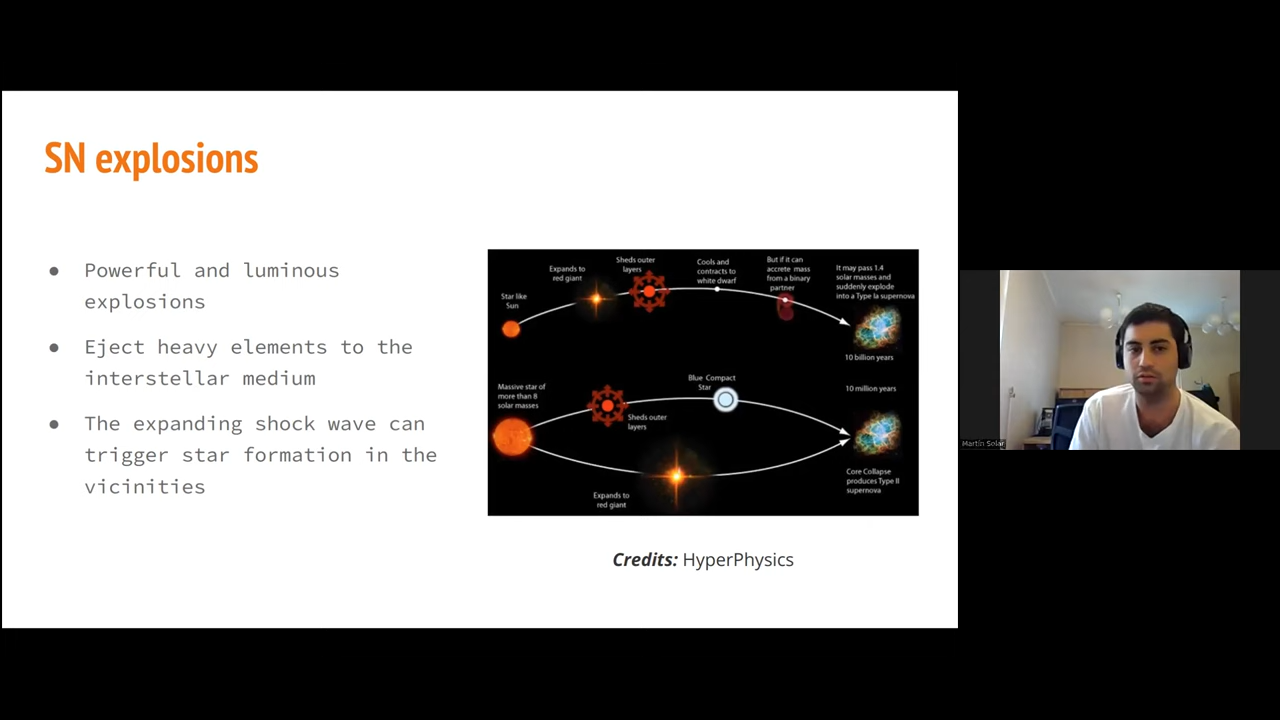 SN explosions
● Powerful and luminous
explosions
● Eject heavy elements to the
interstellar medium
● The expanding shock wave can
trigger star formation in the
vicinities
Star like
Sun
Expands to
red giant
Sheds outer
layers
Cools and
contracts to
white dwarf
But if it can
accrete mass
from a binary
partner
It may pass 1.4
solar masses and
suddenly explode
into a Type Ia supernova
10 billion years
Massive star of
more than 8
solar masses
Sheds outer
layers
Blue Compact
Star
10 million years
Expands to
red giant
Core Collapse
produces Type II
supernova
Credits: HyperPhysics
Martín Solar